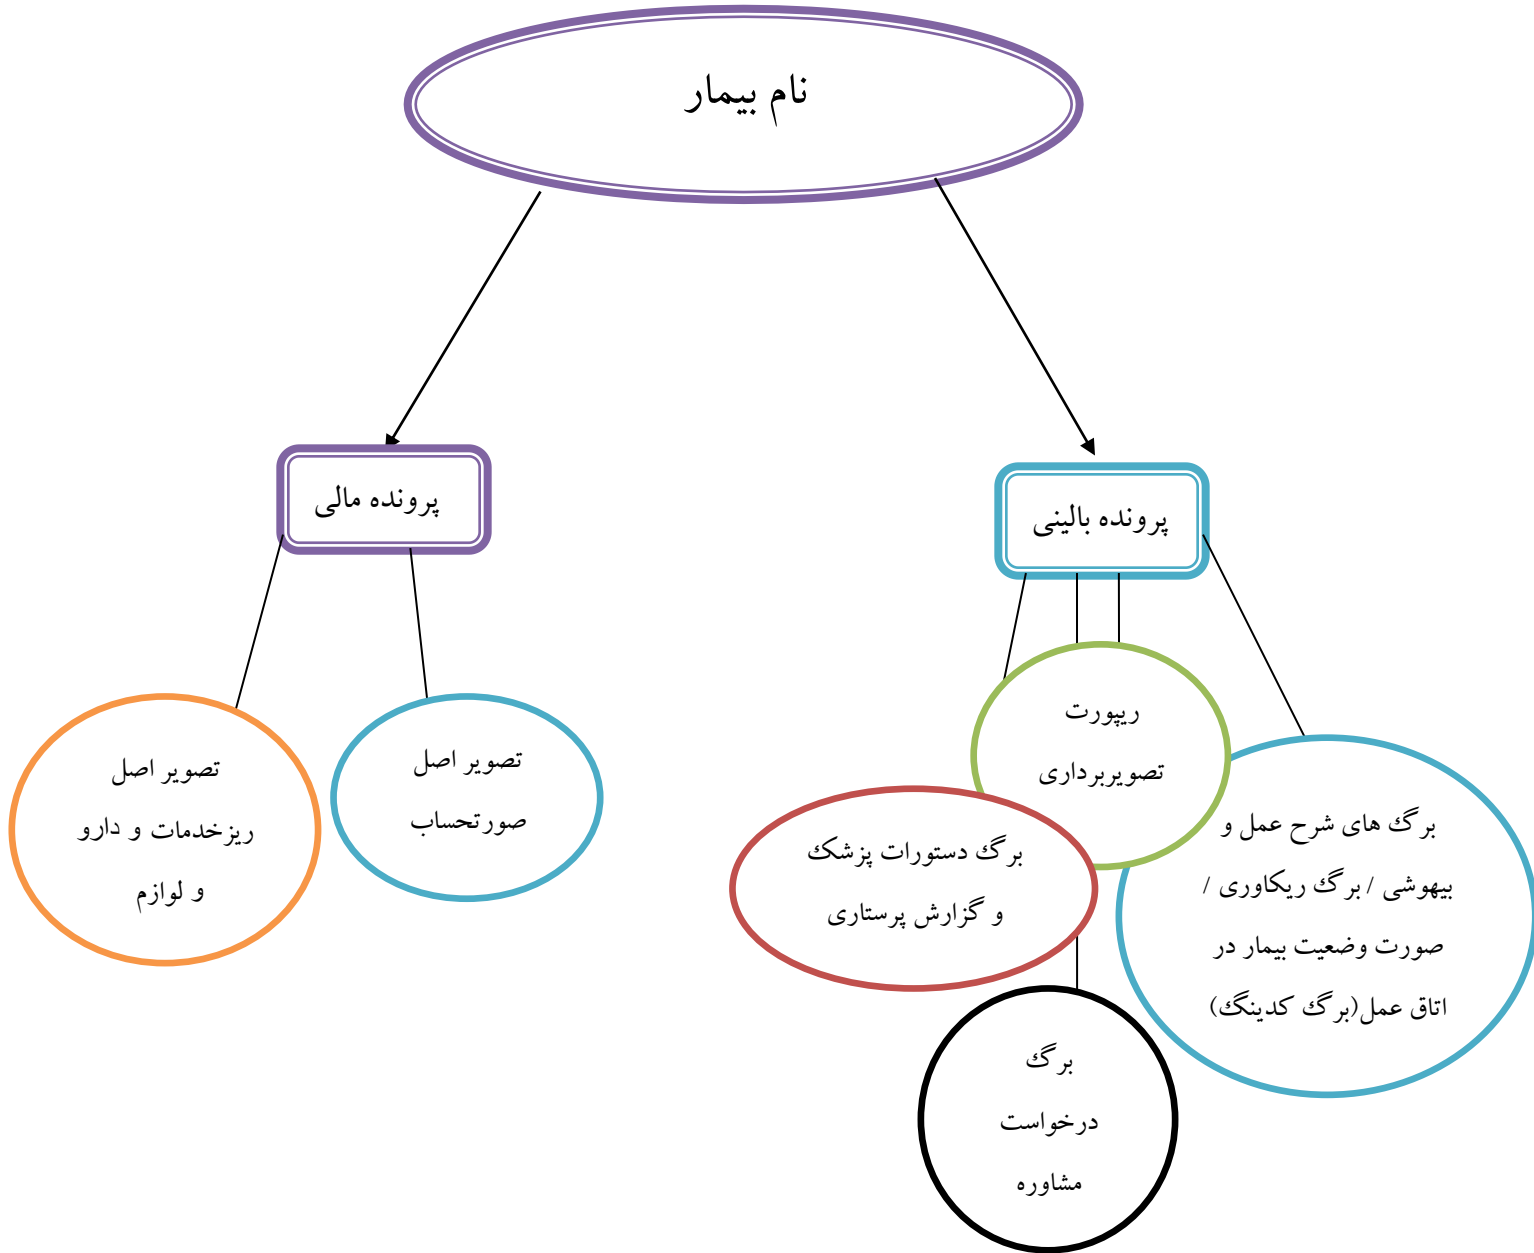 نام بیمار
پرونده بالینی
پرونده مالی
ریپورت
تصویربرداری
برگ های شرح عمل و
بیهوشی / برگ ریکاوری /
صورت وضعیت بیمار در
اتاق عمل(برگ کدینگ)
برگ دستورات پزشک
و گزارش پرستاری
برگ
درخواست
مشاوره
تصویر اصل
صورتحساب
تصویر اصل
ریزخدمات و دارو
و لوازم